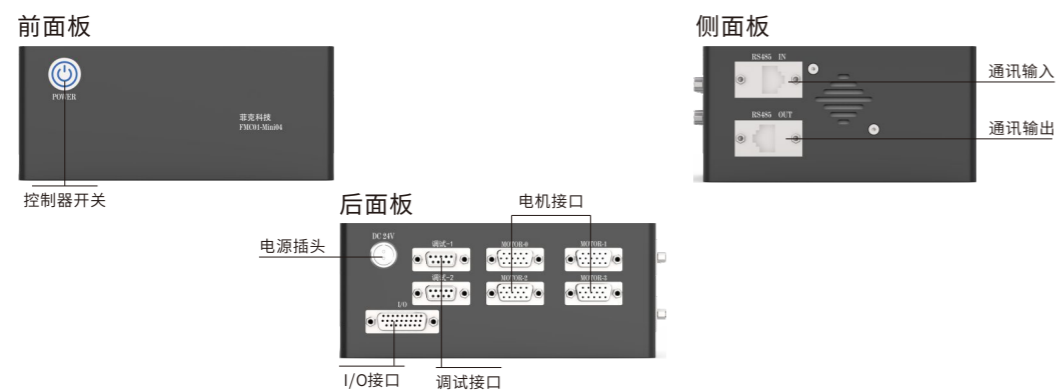 前面板
POWER
菲克科技
FMC01-Mini04
控制器开关
侧面板
RS485 IN
通讯输入
RS485 OUT
通讯输出
后面板
电机接口
电源插头
DC 24V
调试-1
MOTOR-0
MOTOR-1
调试-2
MOTOR-2
MOTOR-3
I/O
I/O接口
调试接口